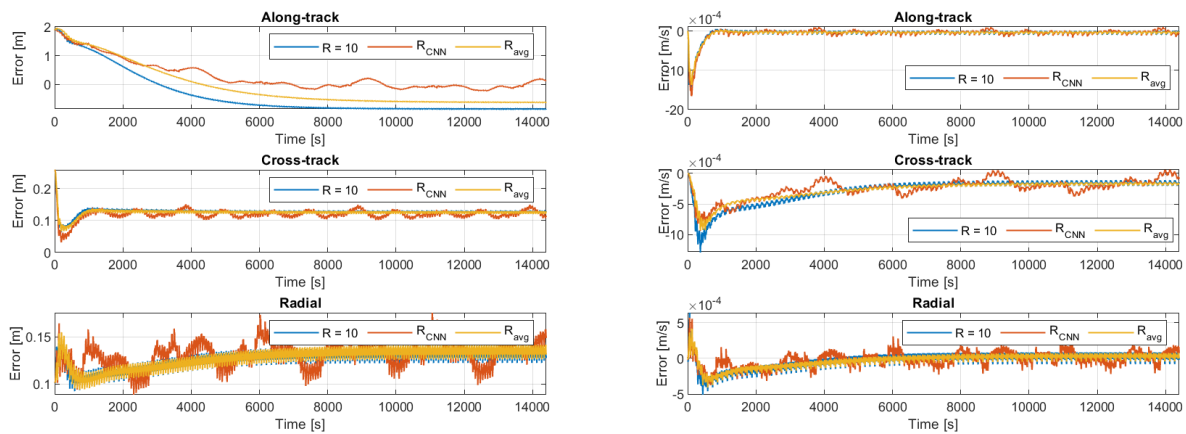 Along-track
Error [m]
2
1
0
R = 10 R_CNN R_avg
0 2000 4000 6000 8000 10000 12000 14000
Time [s]
Cross-track
Error [m]
0.2
0.1
0
R = 10 R_CNN R_avg
0 2000 4000 6000 8000 10000 12000 14000
Time [s]
Radial
Error [m]
0.15
0.1
R = 10 R_CNN R_avg
0 2000 4000 6000 8000 10000 12000 14000
Time [s]
×10⁻⁴
Along-track
Error [m/s]
0
-10
-20
R = 10 R_CNN R_avg
0 2000 4000 6000 8000 10000 12000 14000
Time [s]
×10⁻⁴
Cross-track
Error [m/s]
0
-5
-10
R = 10 R_CNN R_avg
0 2000 4000 6000 8000 10000 12000 14000
Time [s]
×10⁻⁴
Radial
Error [m/s]
5
0
-5
R = 10 R_CNN R_avg
0 2000 4000 6000 8000 10000 12000 14000
Time [s]